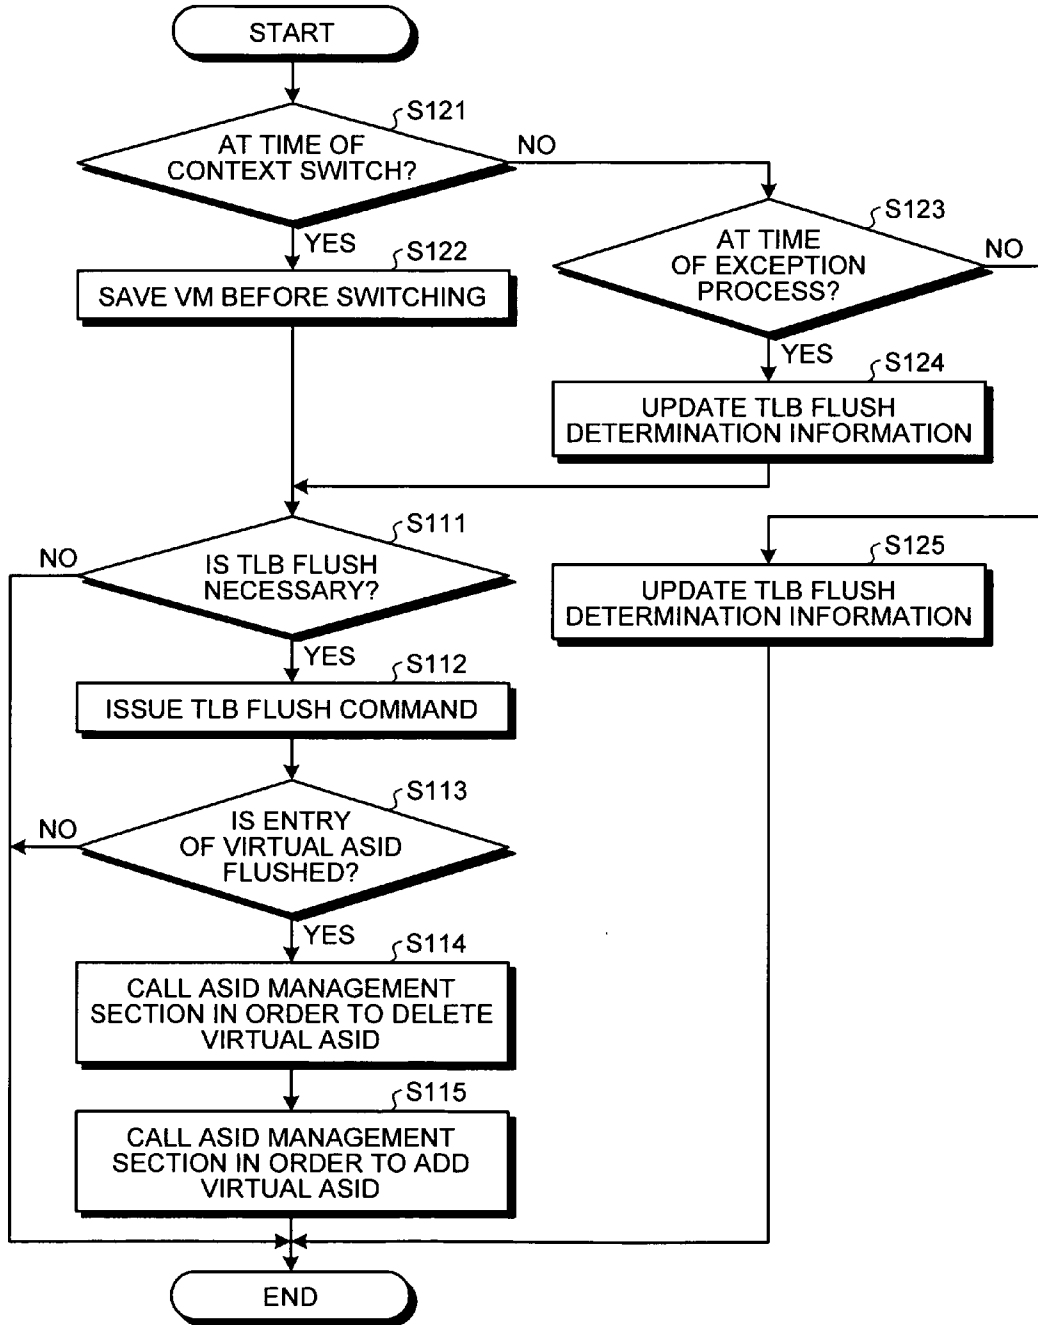 START
S121
AT TIME OF
CONTEXT SWITCH?
NO
YES
S122
SAVE VM BEFORE SWITCHING
S123
AT TIME
OF EXCEPTION
PROCESS?
NO
YES
S124
UPDATE TLB FLUSH
DETERMINATION INFORMATION
S111
NO
IS TLB FLUSH
NECESSARY?
YES
S125
UPDATE TLB FLUSH
DETERMINATION INFORMATION
S112
ISSUE TLB FLUSH COMMAND
S113
NO
IS ENTRY
OF VIRTUAL ASID
FLUSHED?
YES
S114
CALL ASID MANAGEMENT
SECTION IN ORDER TO DELETE
VIRTUAL ASID
S115
CALL ASID MANAGEMENT
SECTION IN ORDER TO ADD
VIRTUAL ASID
END